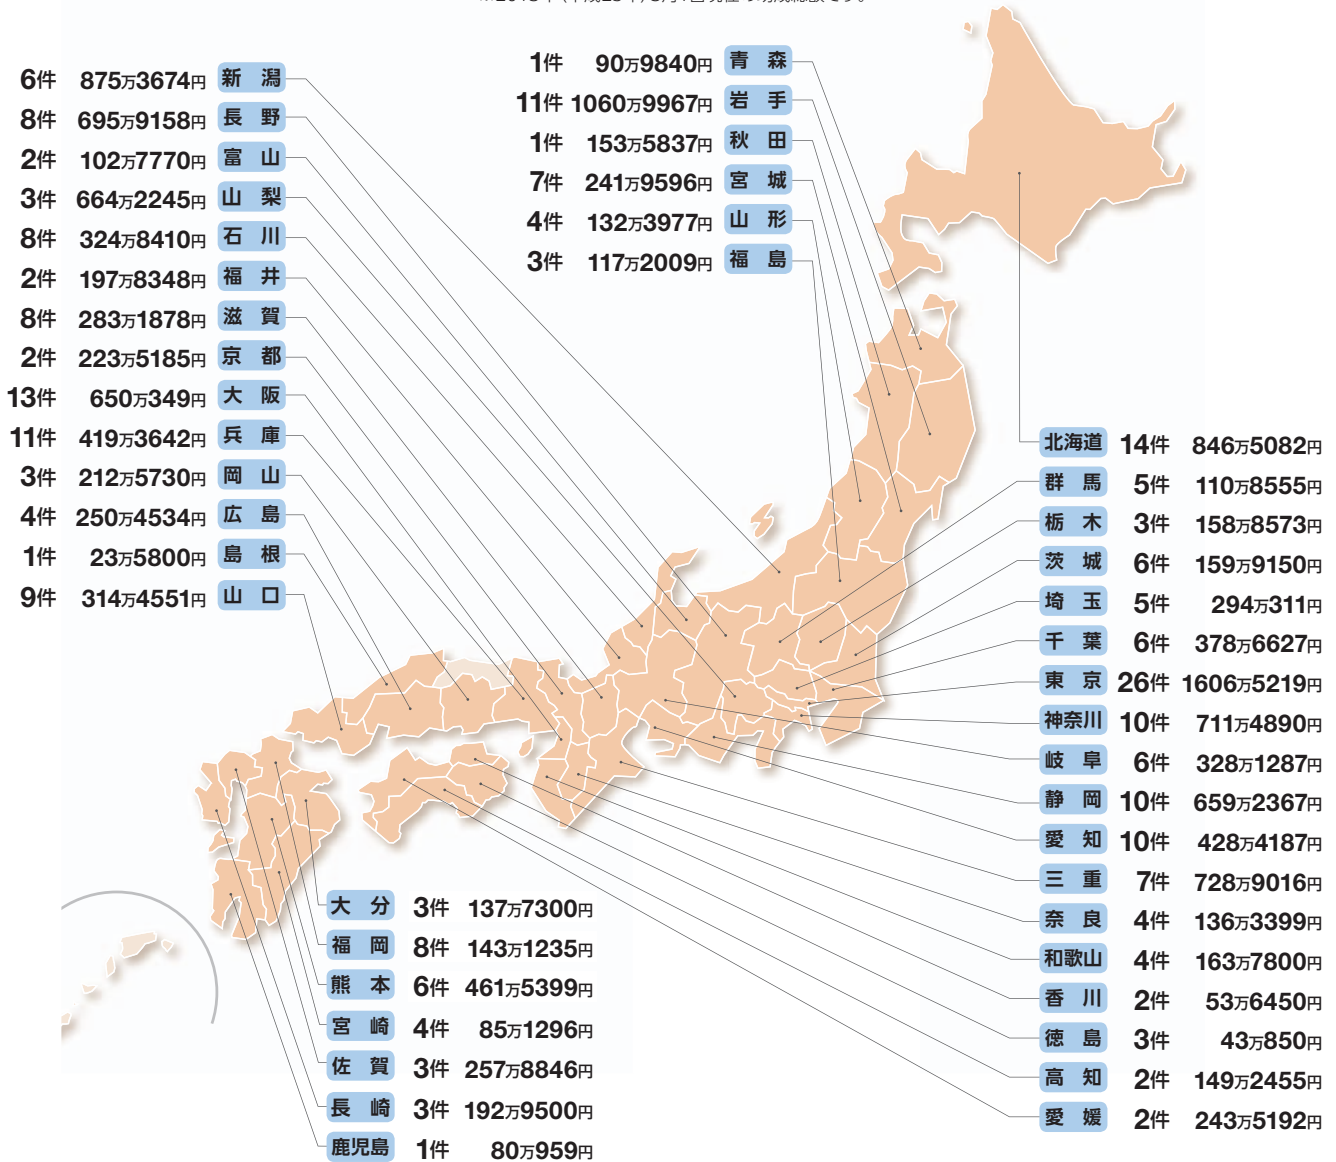 6件 875万3674円 新潟
8件 695万9158円 長野
2件 102万7770円 富山
3件 664万2245円 山梨
8件 324万8410円 石川
2件 197万8348円 福井
8件 283万1878円 滋賀
2件 223万5185円 京都
13件 650万349円 大阪
11件 419万3642円 兵庫
3件 212万5730円 岡山
4件 250万4534円 広島
1件 23万5800円 島根
9件 314万4551円 山口
1件 90万9840円 青森
11件 1060万9967円 岩手
1件 153万5837円 秋田
7件 241万9596円 宮城
4件 132万3977円 山形
3件 117万2009円 福島
北海道 14件 846万5082円
群馬 5件 110万8555円
栃木 3件 158万8573円
茨城 6件 159万9150円
埼玉 5件 294万311円
千葉 6件 378万6627円
東京 26件 1606万5219円
神奈川 10件 711万4890円
岐阜 6件 328万1287円
静岡 10件 659万2367円
愛知 10件 428万4187円
三重 7件 728万9016円
奈良 4件 136万3399円
和歌山 4件 163万7800円
香川 2件 53万6450円
徳島 3件 43万850円
高知 2件 149万2455円
愛媛 2件 243万5192円
大分 3件 137万7300円
福岡 8件 143万1235円
熊本 6件 461万5399円
宮崎 4件 85万1296円
佐賀 3件 257万8846円
長崎 3件 192万9500円
鹿児島 1件 80万959円